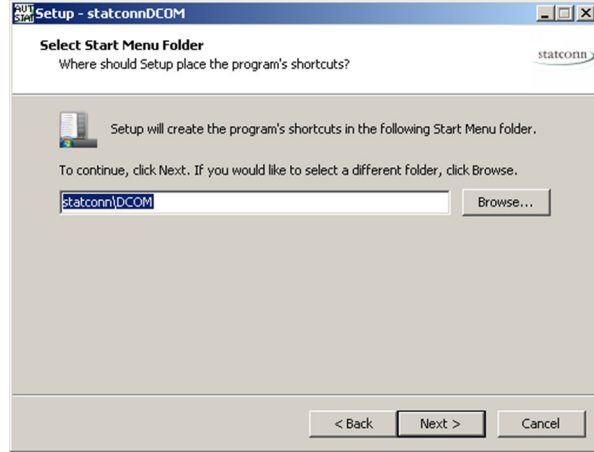 AUT
STAT
Setup - statconnDCOM
Select Start Menu Folder
Where should Setup place the program's shortcuts?
statconn
Setup will create the program's shortcuts in the following Start Menu folder.
To continue, click Next. If you would like to select a different folder, click Browse.
statconn\DCOM
Browse...
< Back
Next >
Cancel